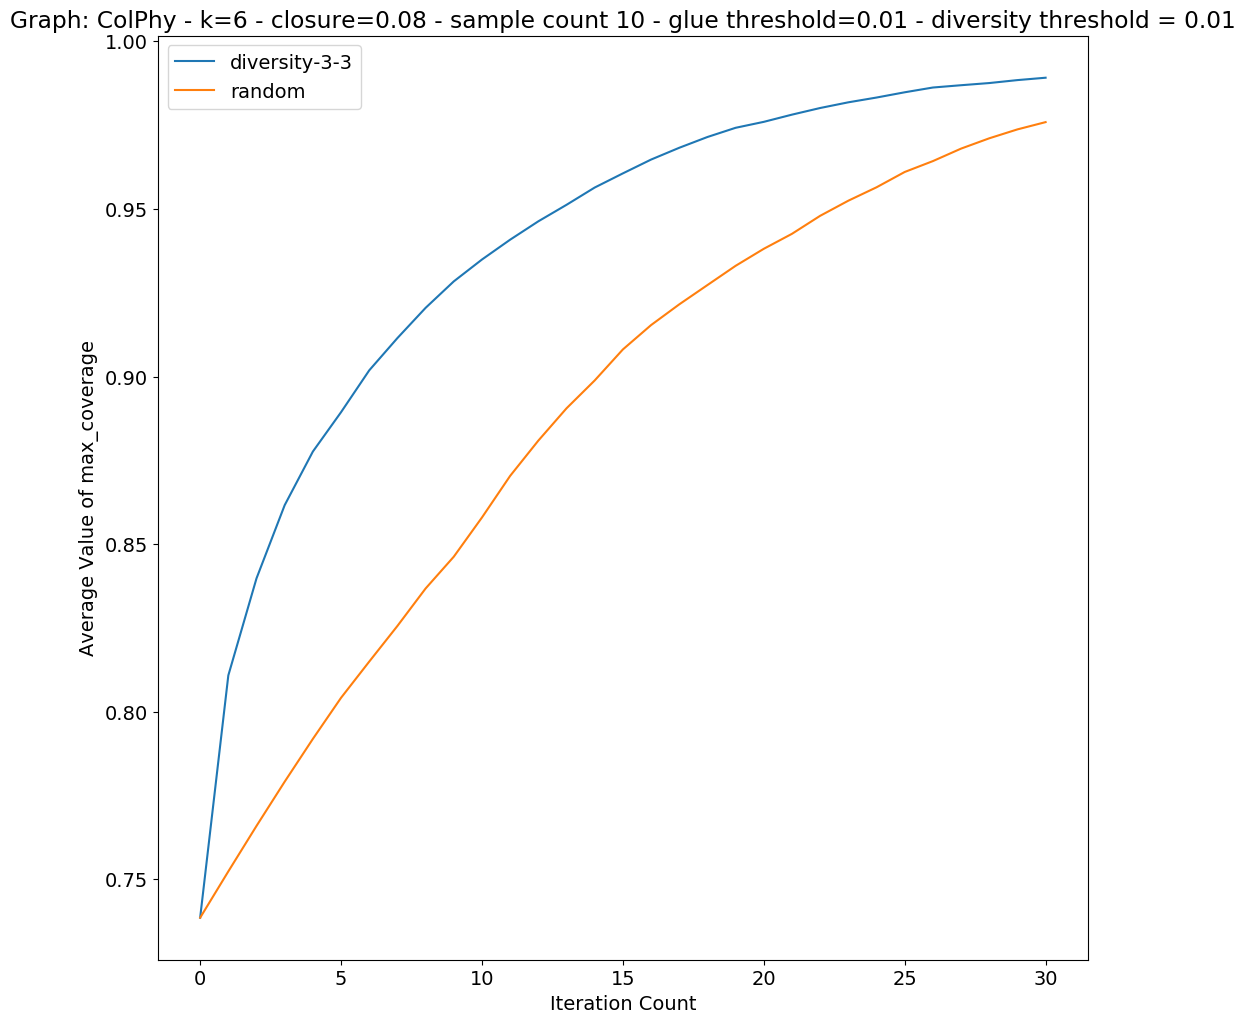 Graph: ColPhy - k=6 - closure=0.08 - sample count 10 - glue threshold=0.01 - diversity threshold = 0.01
diversity-3-3
random
1.00
0.95
0.90
0.85
0.80
0.75
Average Value of max_coverage
0 5 10 15 20 25 30
Iteration Count